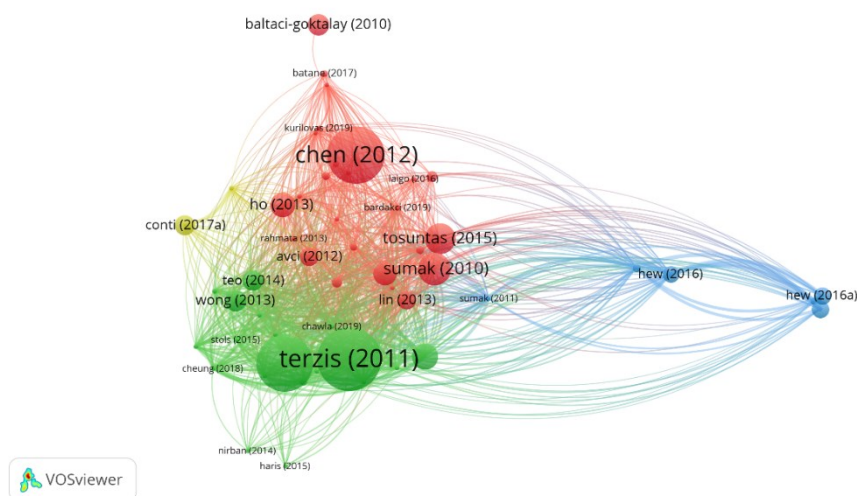 baltaci-goktalay (2010)
batane (2017)
kurilovas (2019)
chen (2012)
laigo (2016)
ho (2013)
bardakci (2019)
conti (2017a)
rahmata (2013)
tosuntas (2015)
avci (2012)
sumak (2010)
hew (2016)
teo (2014)
hew (2016a)
wong (2013)
lin (2013)
sumak (2011)
chawla (2019)
stols (2015)
terzis (2011)
cheung (2018)
nirban (2014)
haris (2015)
VOSviewer